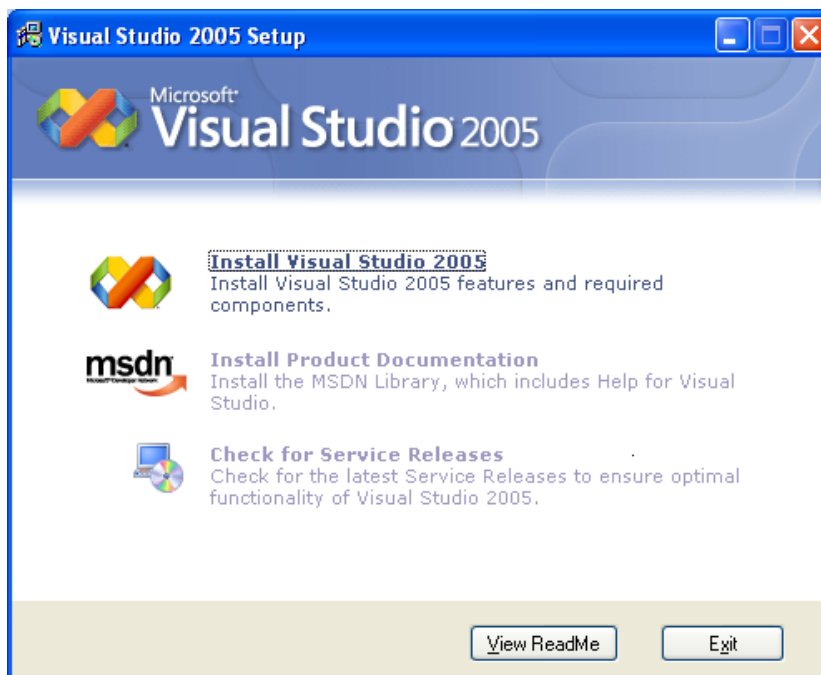 Visual Studio 2005 Setup
Microsoft
Visual Studio 2005
Install Visual Studio 2005
Install Visual Studio 2005 features and required
components.
msdn
Install Product Documentation
Install the MSDN Library, which includes Help for Visual
Studio.
Check for Service Releases
Check for the latest Service Releases to ensure optimal
functionality of Visual Studio 2005.
View ReadMe
Exit